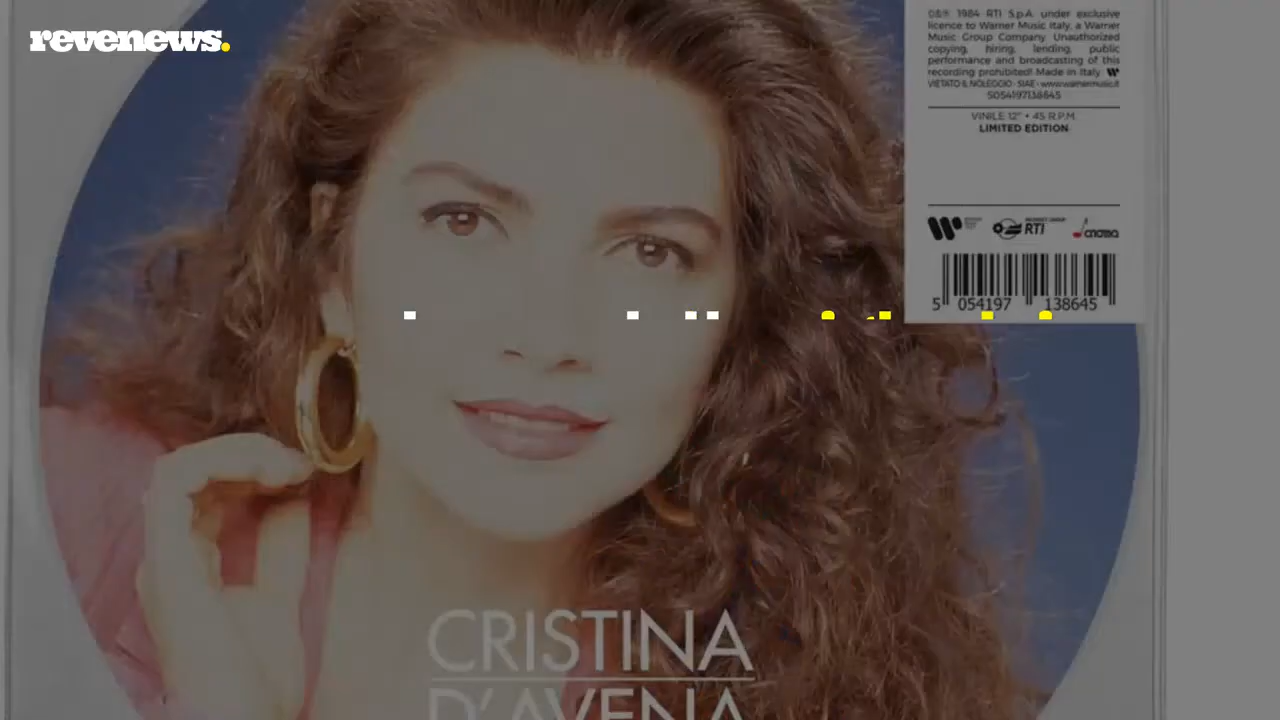 revenews.
℗&© 1984 RTI S.p.A. under exclusive
licence to Warner Music Italy, a Warner
Music Group Company. Unauthorized
copying, hiring, lending, public
performance and broadcasting of this
recording prohibited! Made in Italy
VIETATO IL NOLEGGIO · SIAE · www.warnermusic.it
5054197138645
VINILE 12" • 45 R.P.M.
LIMITED EDITION
RTI
5 054197 138645
CRISTINA
D'AVENA